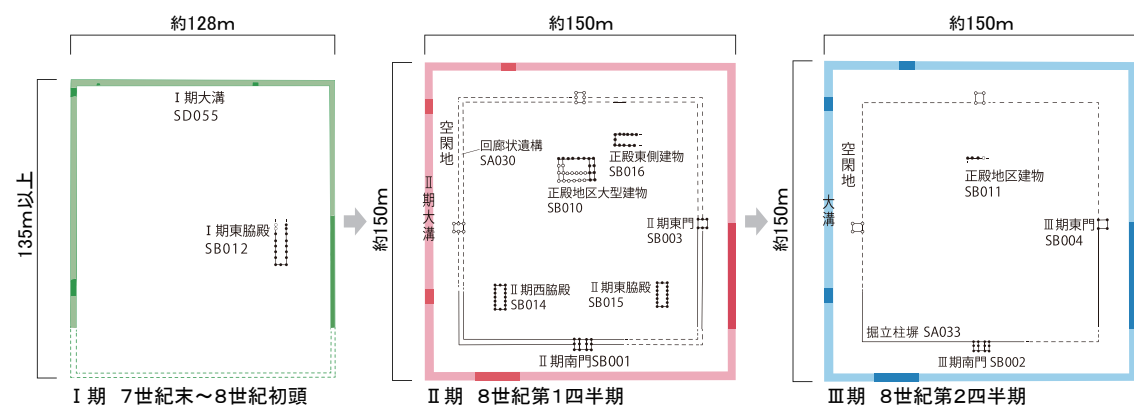 約128m
135m以上
Ⅰ期大溝
SD055
Ⅰ期東脇殿
SB012
Ⅰ期 7世紀末～8世紀初頭
約150m
約150m
空閑地
回廊状遺構
SA030
Ⅱ期大溝
正殿東側建物
SB016
正殿地区大型建物
SB010
Ⅱ期東門
SB003
Ⅱ期西脇殿
SB014
Ⅱ期東脇殿
SB015
Ⅱ期南門SB001
Ⅱ期 8世紀第1四半期
約150m
約150m
空閑地
大溝
正殿地区建物
SB011
Ⅲ期東門
SB004
掘立柱塀 SA033
Ⅲ期南門 SB002
Ⅲ期 8世紀第2四半期